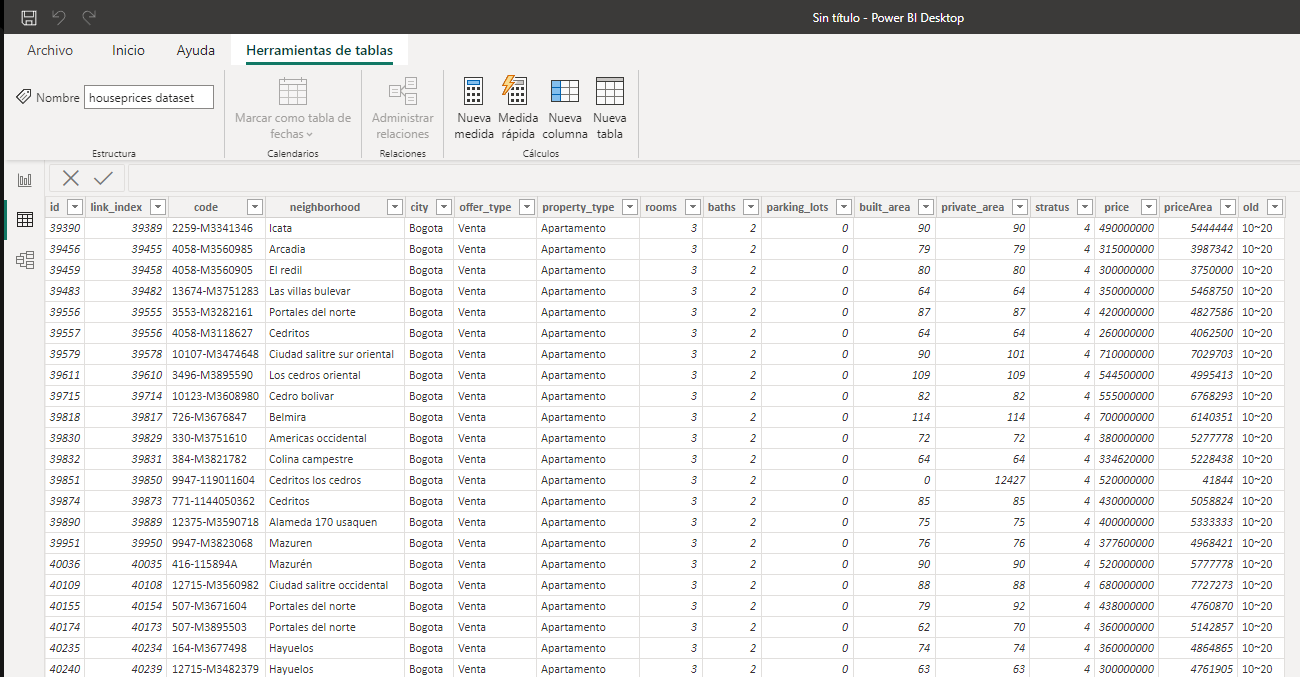 Sin título - Power BI Desktop
Archivo Inicio Ayuda Herramientas de tablas
Nombre houseprices dataset
Marcar como tabla de fechas
Administrar relaciones
Nueva medida
Medida rápida
Nueva columna
Nueva tabla
Estructura Calendarios Relaciones Cálculos
id link_index code neighborhood city offer_type property_type rooms baths parking_lots built_area private_area stratus price priceArea old
39390 39389 2259-M3341346 Icata Bogota Venta Apartamento 3 2 0 90 90 4 490000000 5444444 10~20
39456 39455 4058-M3560985 Arcadia Bogota Venta Apartamento 3 2 0 79 79 4 315000000 3987342 10~20
39459 39458 4058-M3560905 El redil Bogota Venta Apartamento 3 2 0 80 80 4 300000000 3750000 10~20
39483 39482 13674-M3751283 Las villas bulevar Bogota Venta Apartamento 3 2 0 64 64 4 350000000 5468750 10~20
39556 39555 3553-M3282161 Portales del norte Bogota Venta Apartamento 3 2 0 87 87 4 420000000 4827586 10~20
39557 39556 4058-M3118627 Cedritos Bogota Venta Apartamento 3 2 0 64 64 4 260000000 4062500 10~20
39579 39578 10107-M3474648 Ciudad salitre sur oriental Bogota Venta Apartamento 3 2 0 90 101 4 710000000 7029703 10~20
39611 39610 3496-M3895590 Los cedros oriental Bogota Venta Apartamento 3 2 0 109 109 4 544500000 4995413 10~20
39715 39714 10123-M3608980 Cedro bolivar Bogota Venta Apartamento 3 2 0 82 82 4 555000000 6768293 10~20
39818 39817 726-M3676847 Belmira Bogota Venta Apartamento 3 2 0 114 114 4 700000000 6140351 10~20
39830 39829 330-M3751610 Americas occidental Bogota Venta Apartamento 3 2 0 72 72 4 380000000 5277778 10~20
39832 39831 384-M3821782 Colina campestre Bogota Venta Apartamento 3 2 0 64 64 4 334620000 5228438 10~20
39851 39850 9947-119011604 Cedritos los cedros Bogota Venta Apartamento 3 2 0 0 12427 4 520000000 41844 10~20
39874 39873 771-1144050362 Cedritos Bogota Venta Apartamento 3 2 0 85 85 4 430000000 5058824 10~20
39890 39889 12375-M3590718 Alameda 170 usaquen Bogota Venta Apartamento 3 2 0 75 75 4 400000000 5333333 10~20
39951 39950 9947-M3823068 Mazuren Bogota Venta Apartamento 3 2 0 76 76 4 377600000 4968421 10~20
40036 40035 416-115894A Mazurén Bogota Venta Apartamento 3 2 0 90 90 4 520000000 5777778 10~20
40109 40108 12715-M3560982 Ciudad salitre occidental Bogota Venta Apartamento 3 2 0 88 88 4 680000000 7727273 10~20
40155 40154 507-M3671604 Portales del norte Bogota Venta Apartamento 3 2 0 79 92 4 438000000 4760870 10~20
40174 40173 507-M3895503 Portales del norte Bogota Venta Apartamento 3 2 0 62 70 4 360000000 5142857 10~20
40235 40234 164-M3677498 Hayuelos Bogota Venta Apartamento 3 2 0 74 74 4 360000000 4864865 10~20
40240 40239 12715-M3482379 Hayuelos Bogota Venta Apartamento 3 2 0 63 63 4 300000000 4761905 10~20